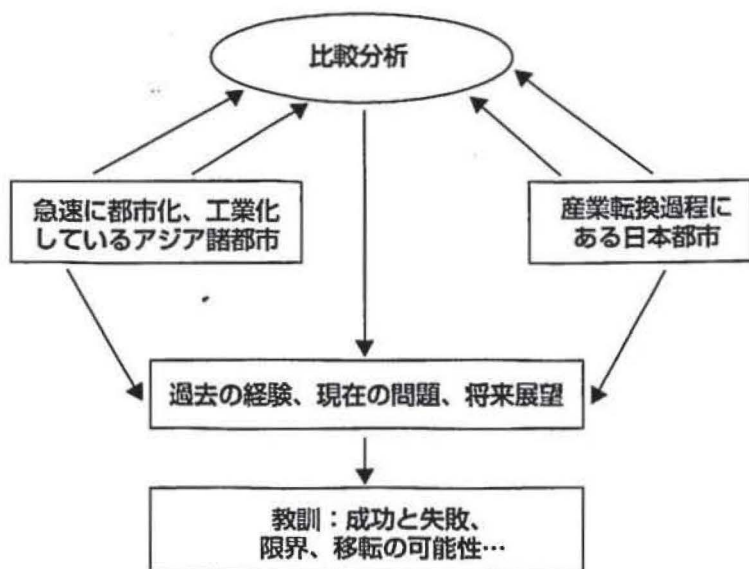 比較分析
急速に都市化、工業化
しているアジア諸都市
産業転換過程に
ある日本都市
過去の経験、現在の問題、将来展望
教訓：成功と失敗、
限界、移転の可能性…